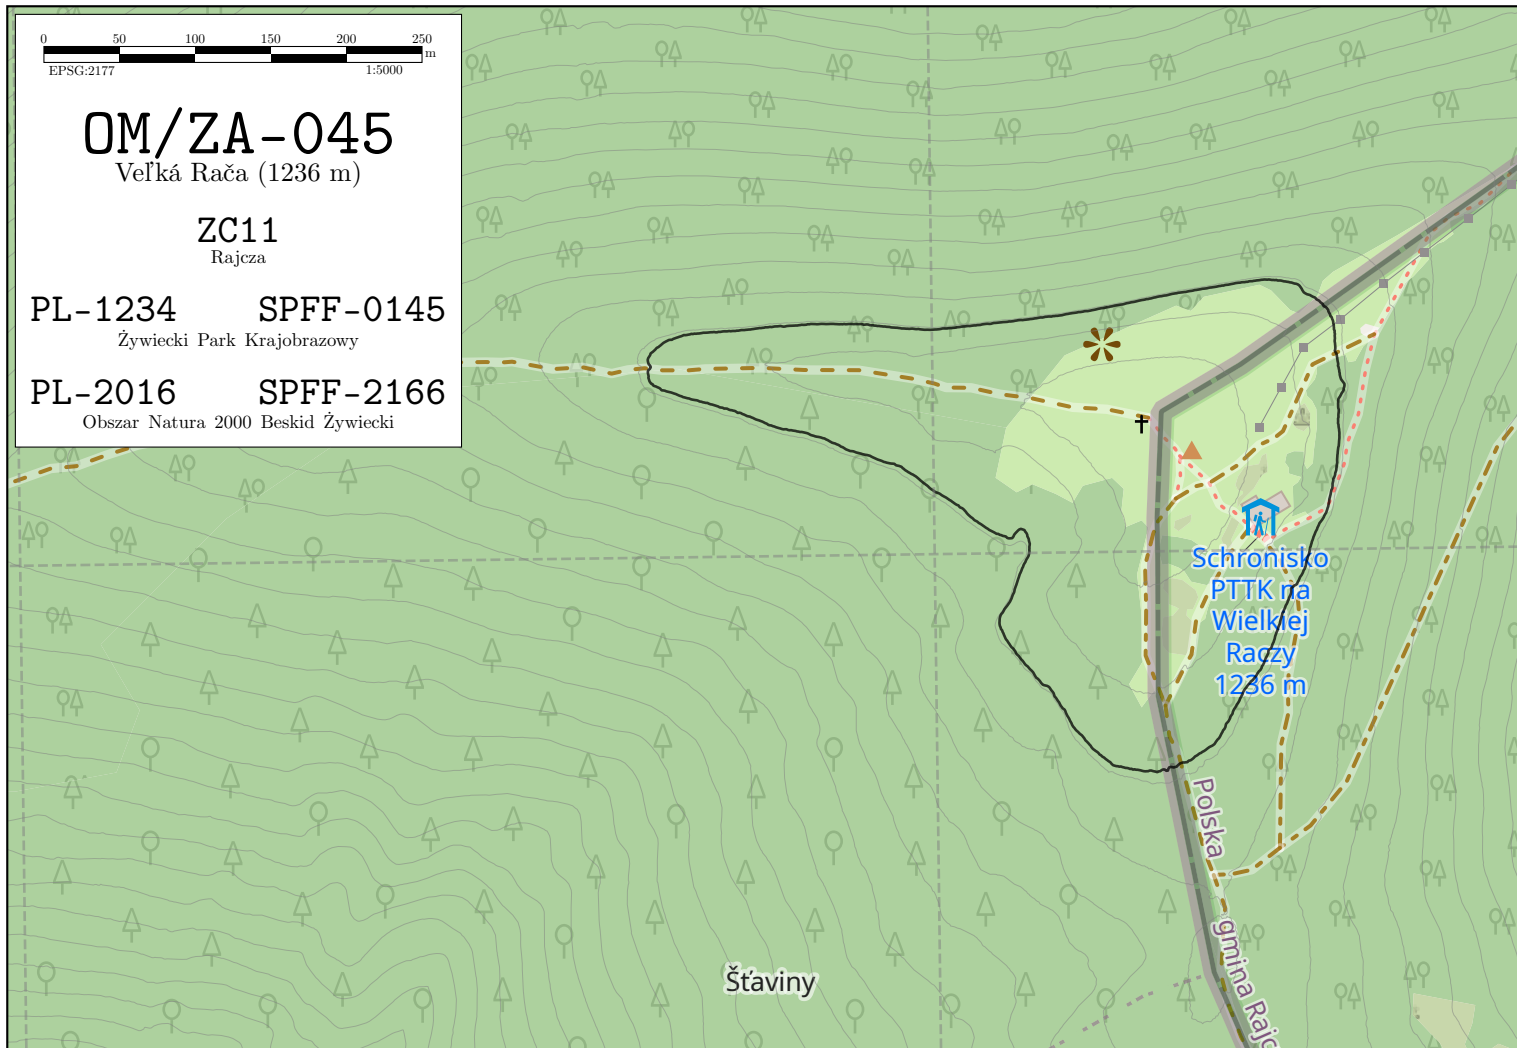 0 50 100 150 200 250
m
EPSG:2177 1:5000
OM/ZA-045
Veľká Rača (1236 m)
ZC11
Rajcza
PL-1234 SPFF-0145
Żywiecki Park Krajobrazowy
PL-2016 SPFF-2166
Obszar Natura 2000 Beskid Żywiecki
Schronisko
PTTK na
Wielkiej
Raczy
1236 m
Polska
gmina Rajc
Šťaviny